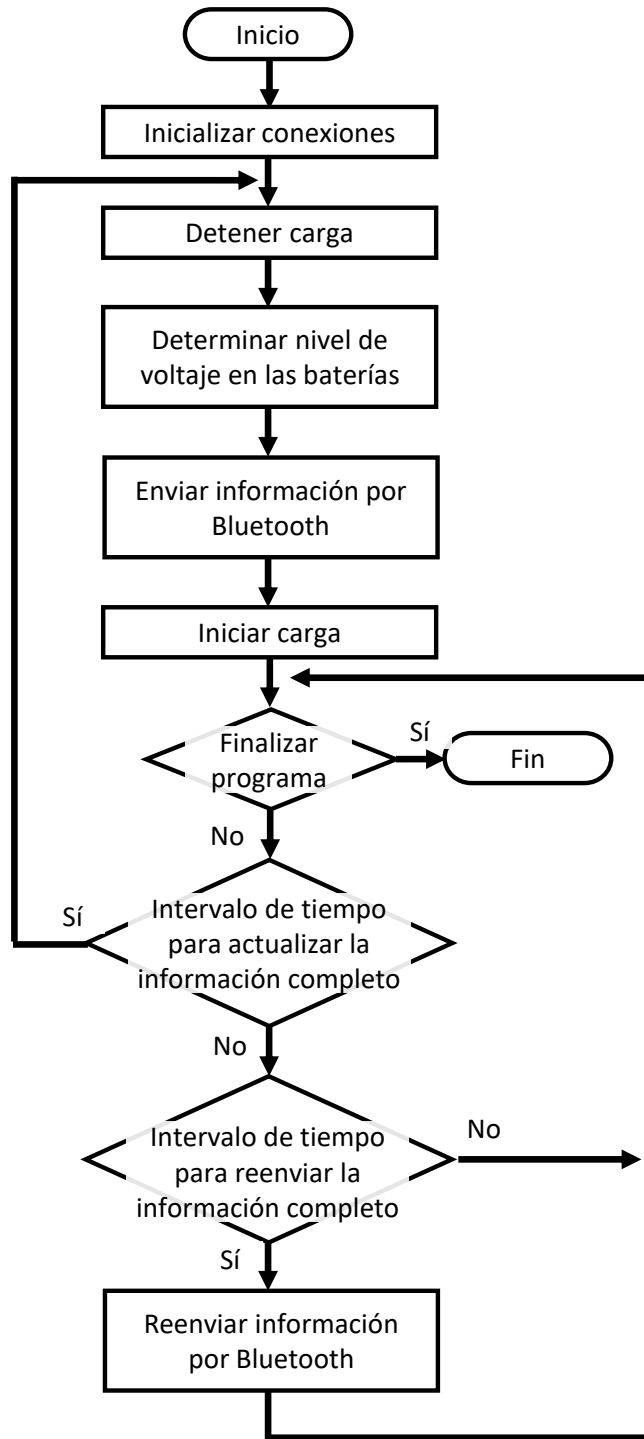 Inicio
Inicializar conexiones
Detener carga
Determinar nivel de
voltaje en las baterías
Enviar información por
Bluetooth
Iniciar carga
Finalizar
programa
Sí
Fin
No
Intervalo de tiempo
para actualizar la
información completo
Sí
No
Intervalo de tiempo
para reenviar la
información completo
No
Sí
Reenviar información
por Bluetooth